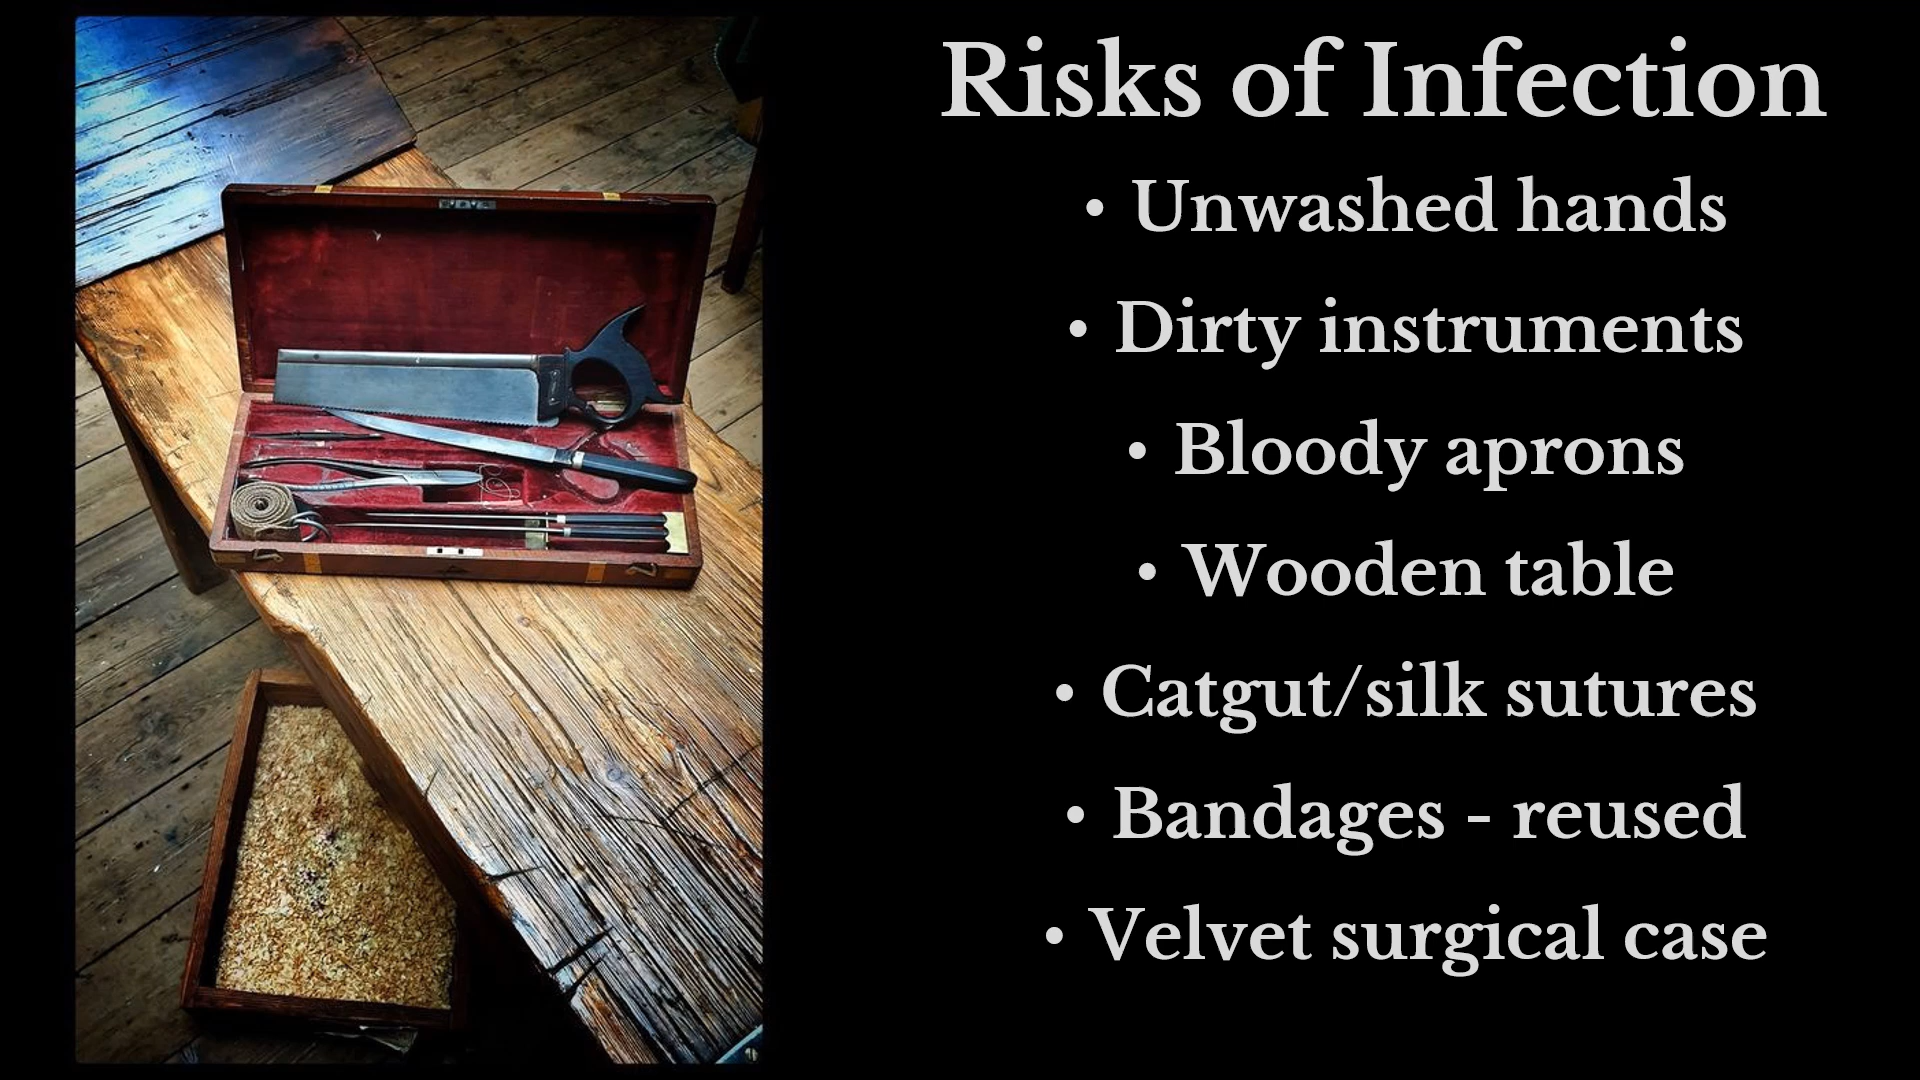 Risks of Infection
• Unwashed hands
• Dirty instruments
• Bloody aprons
• Wooden table
• Catgut/silk sutures
• Bandages - reused
• Velvet surgical case